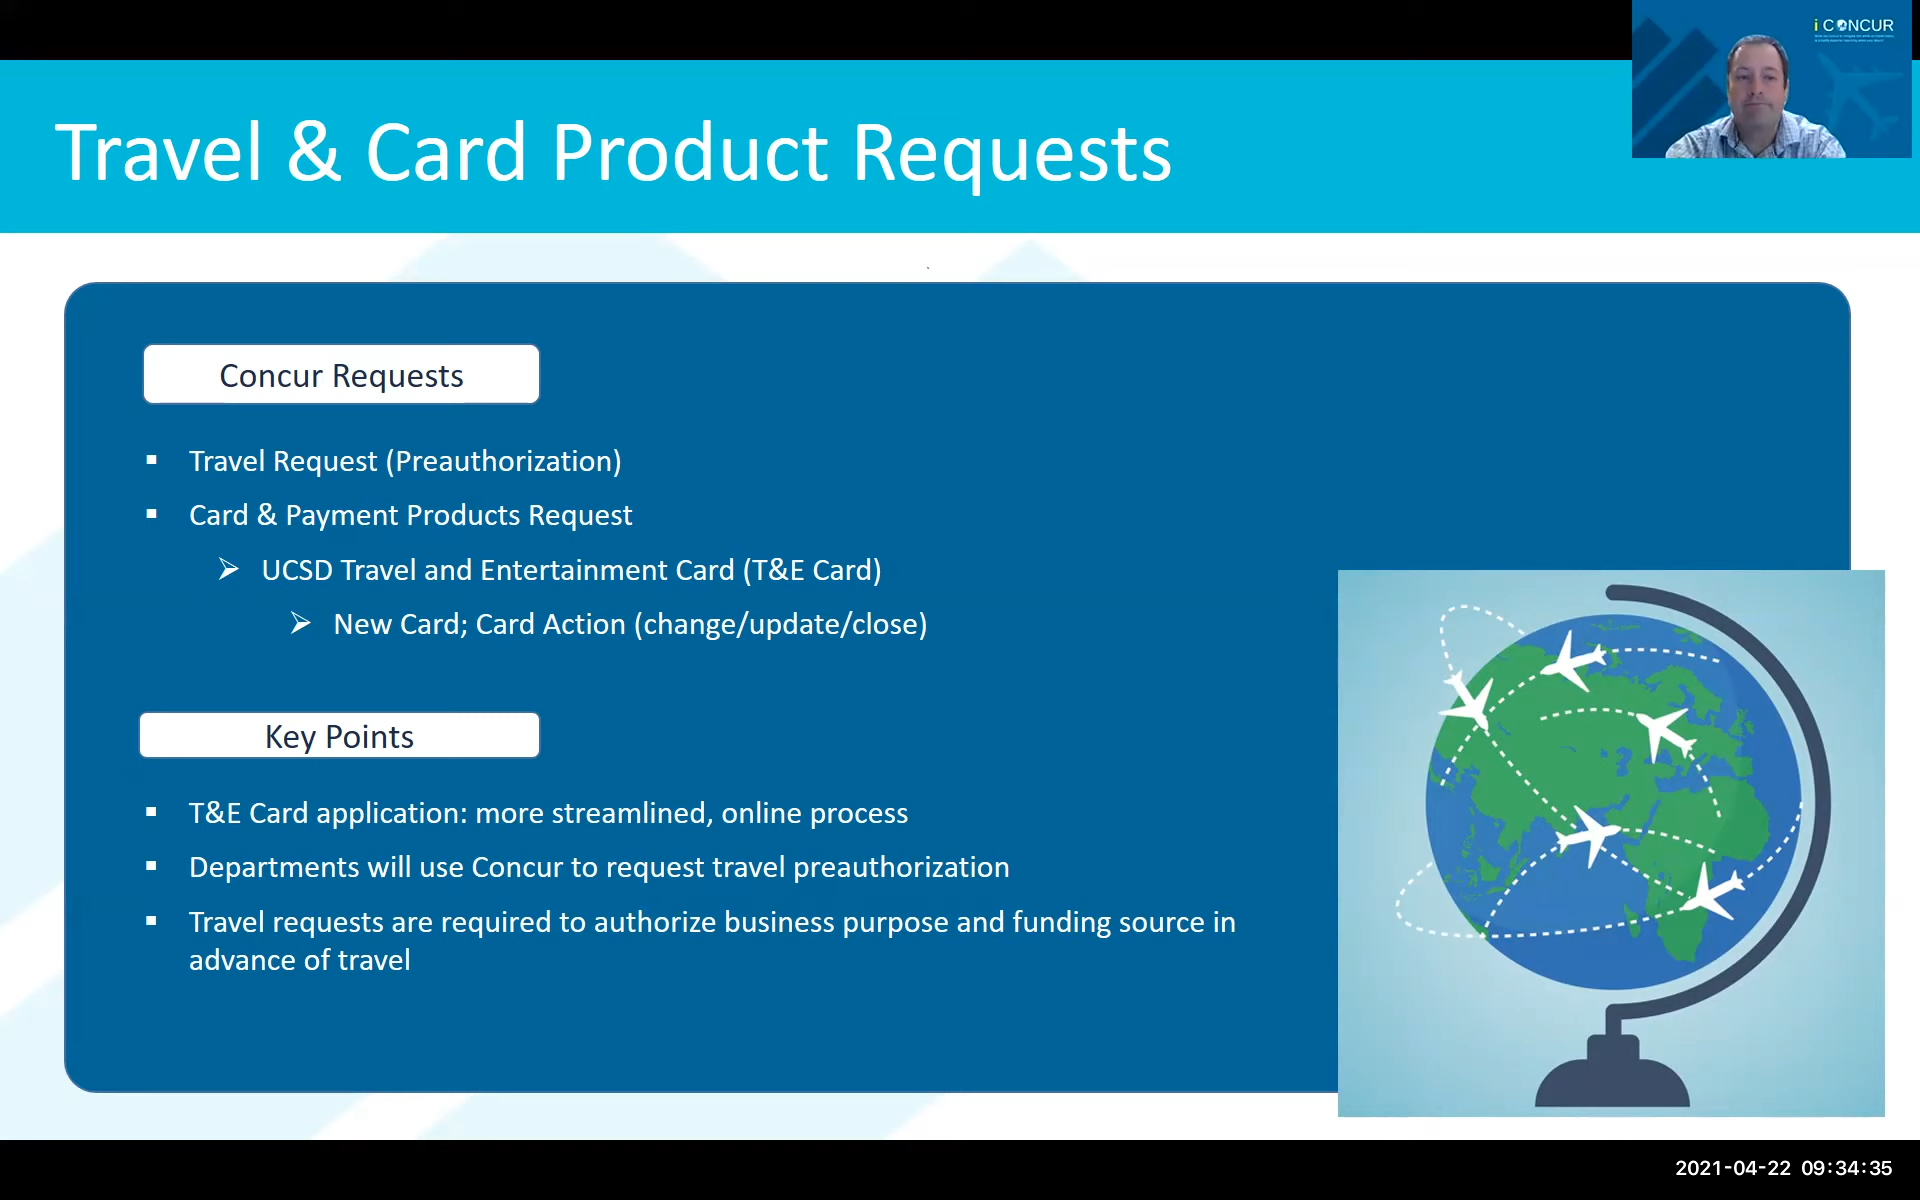 i CONCUR
Travel & Card Product Requests
Concur Requests
▪ Travel Request (Preauthorization)
▪ Card & Payment Products Request
➢ UCSD Travel and Entertainment Card (T&E Card)
➢ New Card; Card Action (change/update/close)
Key Points
▪ T&E Card application: more streamlined, online process
▪ Departments will use Concur to request travel preauthorization
▪ Travel requests are required to authorize business purpose and funding source in
advance of travel
2021-04-22 09:34:35